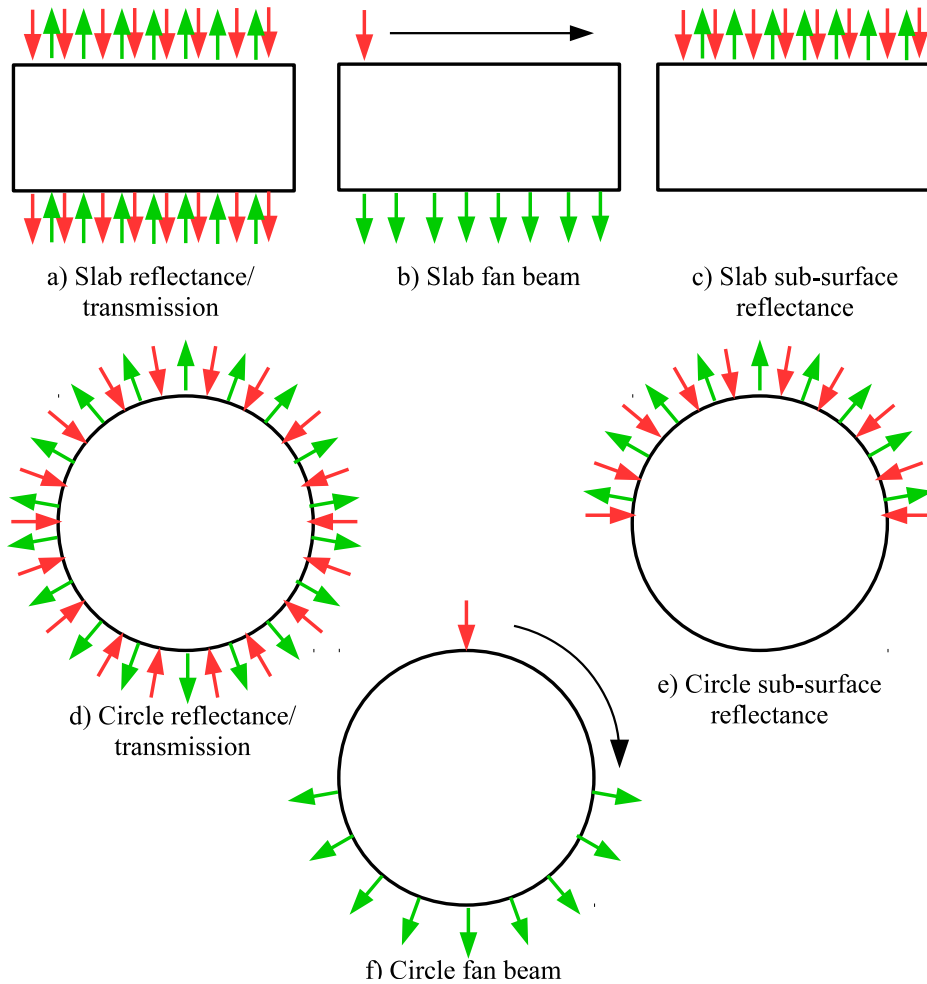 a) Slab reflectance/
transmission
b) Slab fan beam
c) Slab sub-surface
reflectance
d) Circle reflectance/
transmission
e) Circle sub-surface
reflectance
f) Circle fan beam